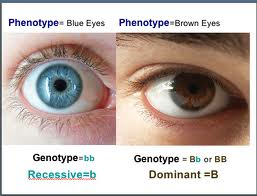 Phenotype= Blue Eyes
Phenotype=Brown Eyes
Genotype=bb
Recessive=b
Genotype = Bb or BB
Dominant =B